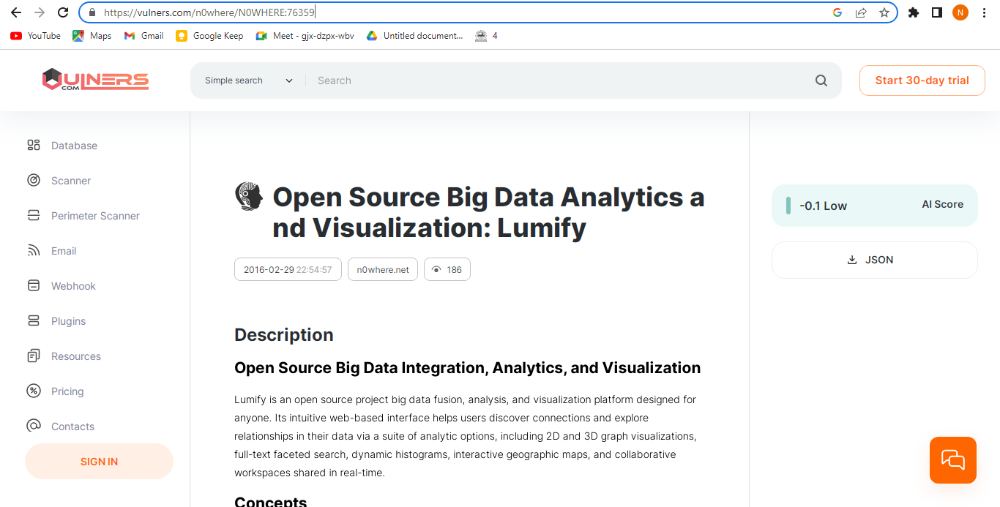 https://vulners.com/n0where/N0WHERE:76359
N
YouTube Maps Gmail Google Keep Meet - gjx-dzpx-wbv Untitled document... 4
VULNERS
.COM
Simple search Search
Start 30-day trial
Database
Scanner
Perimeter Scanner
Email
Webhook
Plugins
Resources
Pricing
Contacts
SIGN IN
Open Source Big Data Analytics a
nd Visualization: Lumify
2016-02-29 22:54:57 n0where.net 186
Description
Open Source Big Data Integration, Analytics, and Visualization
Lumify is an open source project big data fusion, analysis, and visualization platform designed for
anyone. Its intuitive web-based interface helps users discover connections and explore
relationships in their data via a suite of analytic options, including 2D and 3D graph visualizations,
full-text faceted search, dynamic histograms, interactive geographic maps, and collaborative
workspaces shared in real-time.
Concepts
-0.1 Low AI Score
JSON